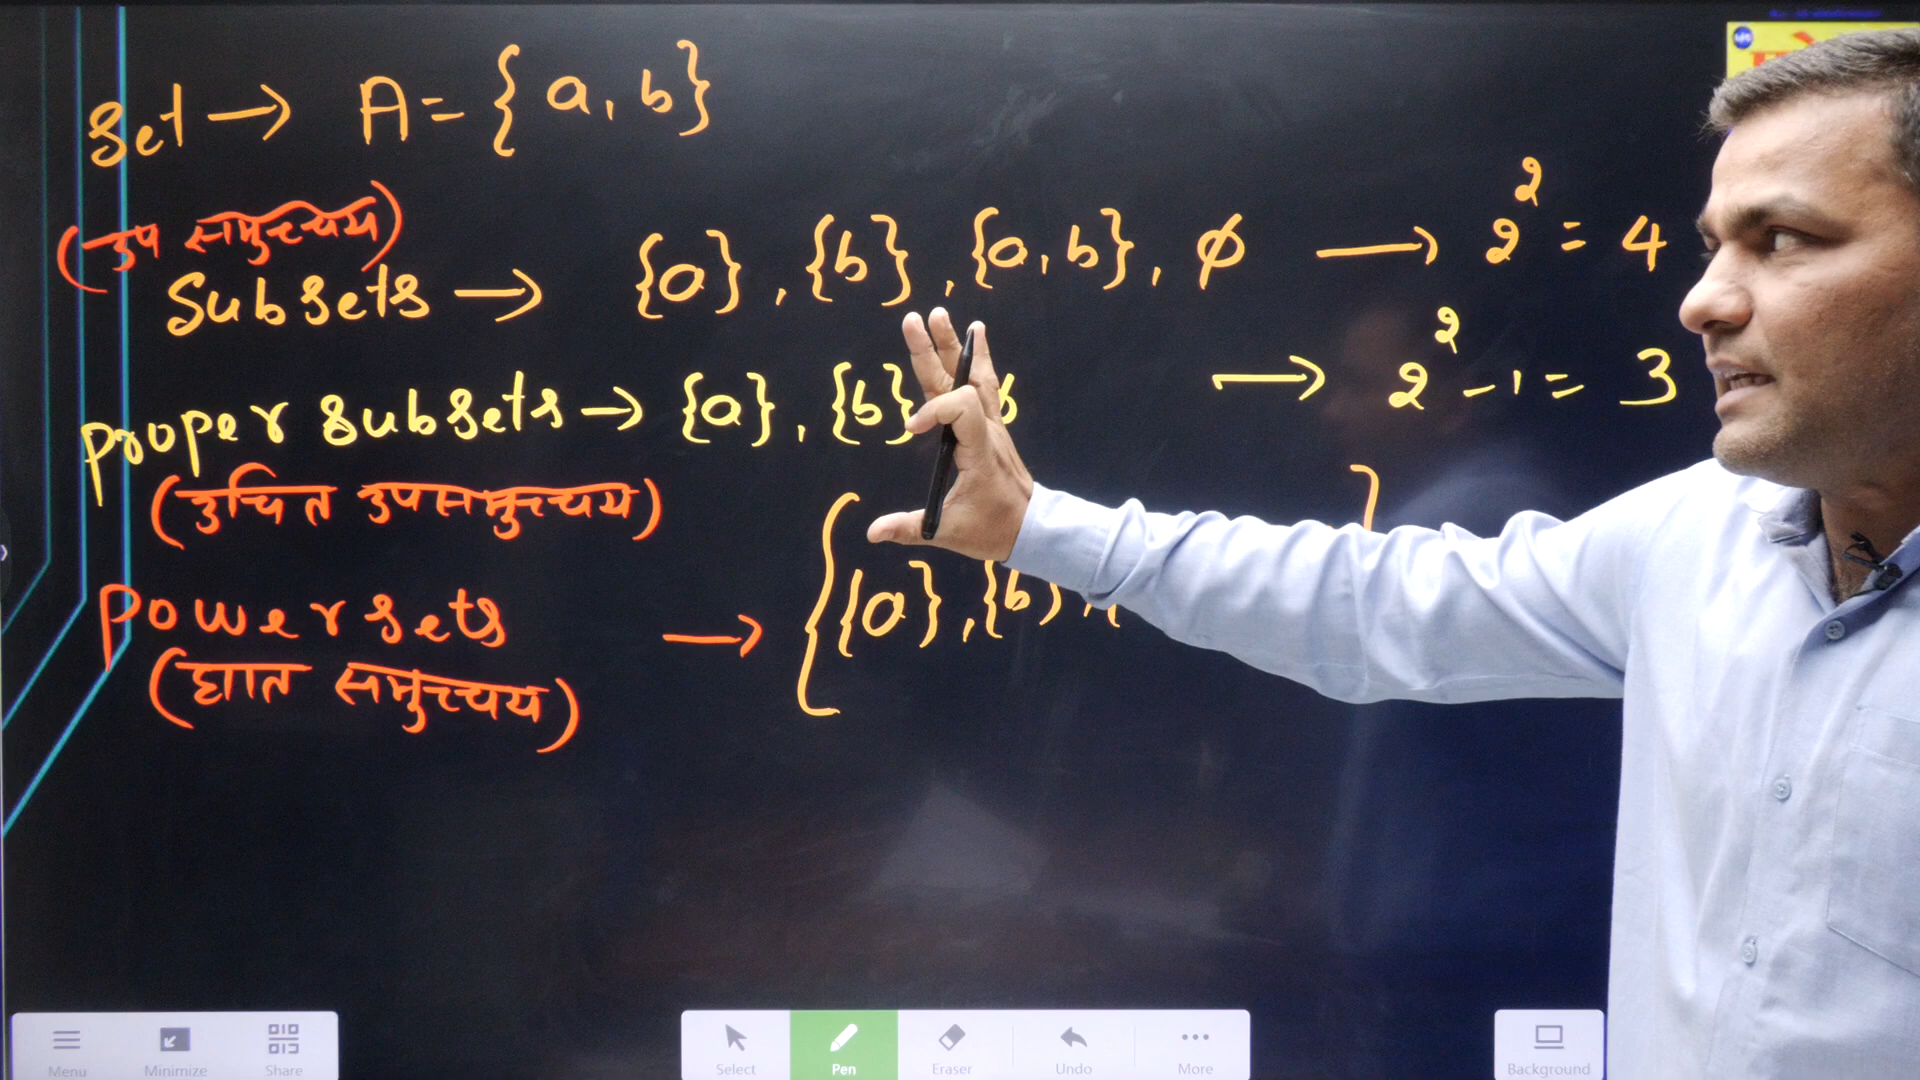 Set → A = { a, b }
(उप समुच्चय)
Subsets → {a}, {b}, {a, b}, ϕ → 2² = 4
Proper subsets → {a}, {b} ϕ → 2² - 1 = 3
(उचित उपसमुच्चय)
Power sets → { {a}, {b},
(घात समुच्चय)
Menu Minimize Share Select Pen Eraser Undo More Background